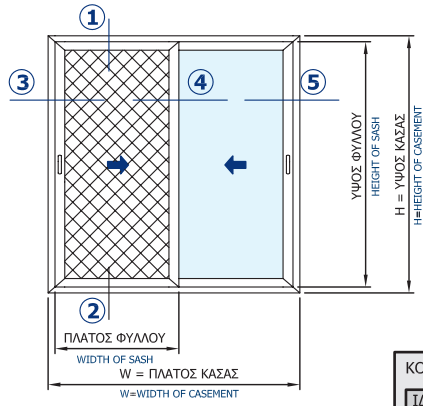 1
3
4
5
ΥΨΟΣ ΦΥΛΛΟΥ
HEIGHT OF SASH
H = ΥΨΟΣ ΚΑΣΑΣ
H=HEIGHT OF CASEMENT
2
ΠΛΑΤΟΣ ΦΥΛΛΟΥ
WIDTH OF SASH
W = ΠΛΑΤΟΣ ΚΑΣΑΣ
W=WIDTH OF CASEMENT